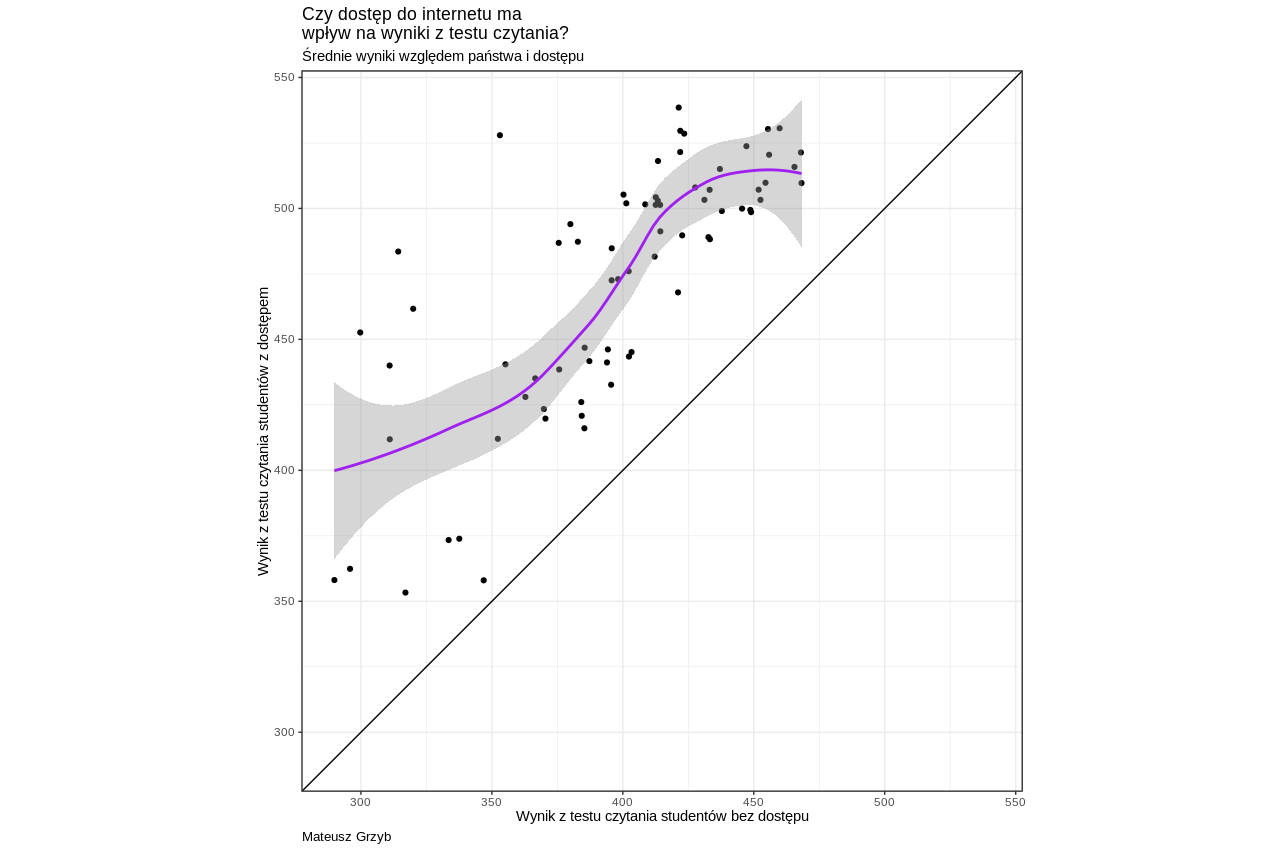 Czy dostęp do internetu ma
wpływ na wyniki z testu czytania?
Średnie wyniki względem państwa i dostępu
Wynik z testu czytania studentów z dostępem
550
500
450
400
350
300
300
350
400
450
500
550
Wynik z testu czytania studentów bez dostępu
Mateusz Grzyb